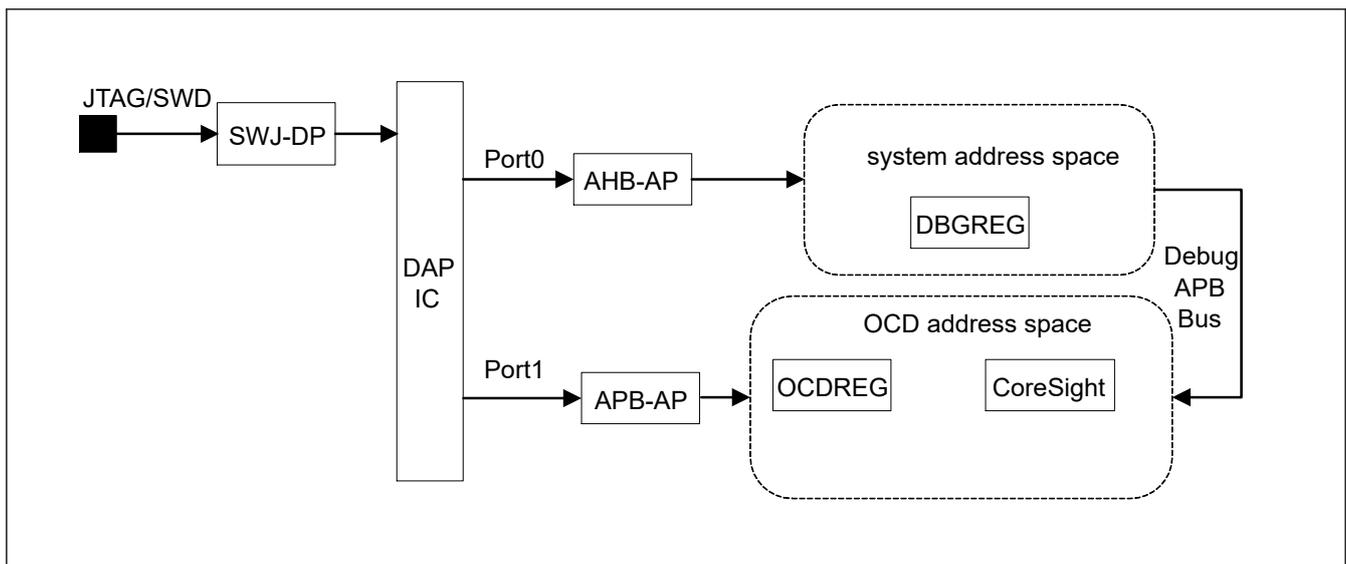 JTAG/SWD
SWJ-DP
DAP
IC
Port0
AHB-AP
system address space
DBGREG
Debug
APB
Bus
Port1
APB-AP
OCD address space
OCDREG
CoreSight